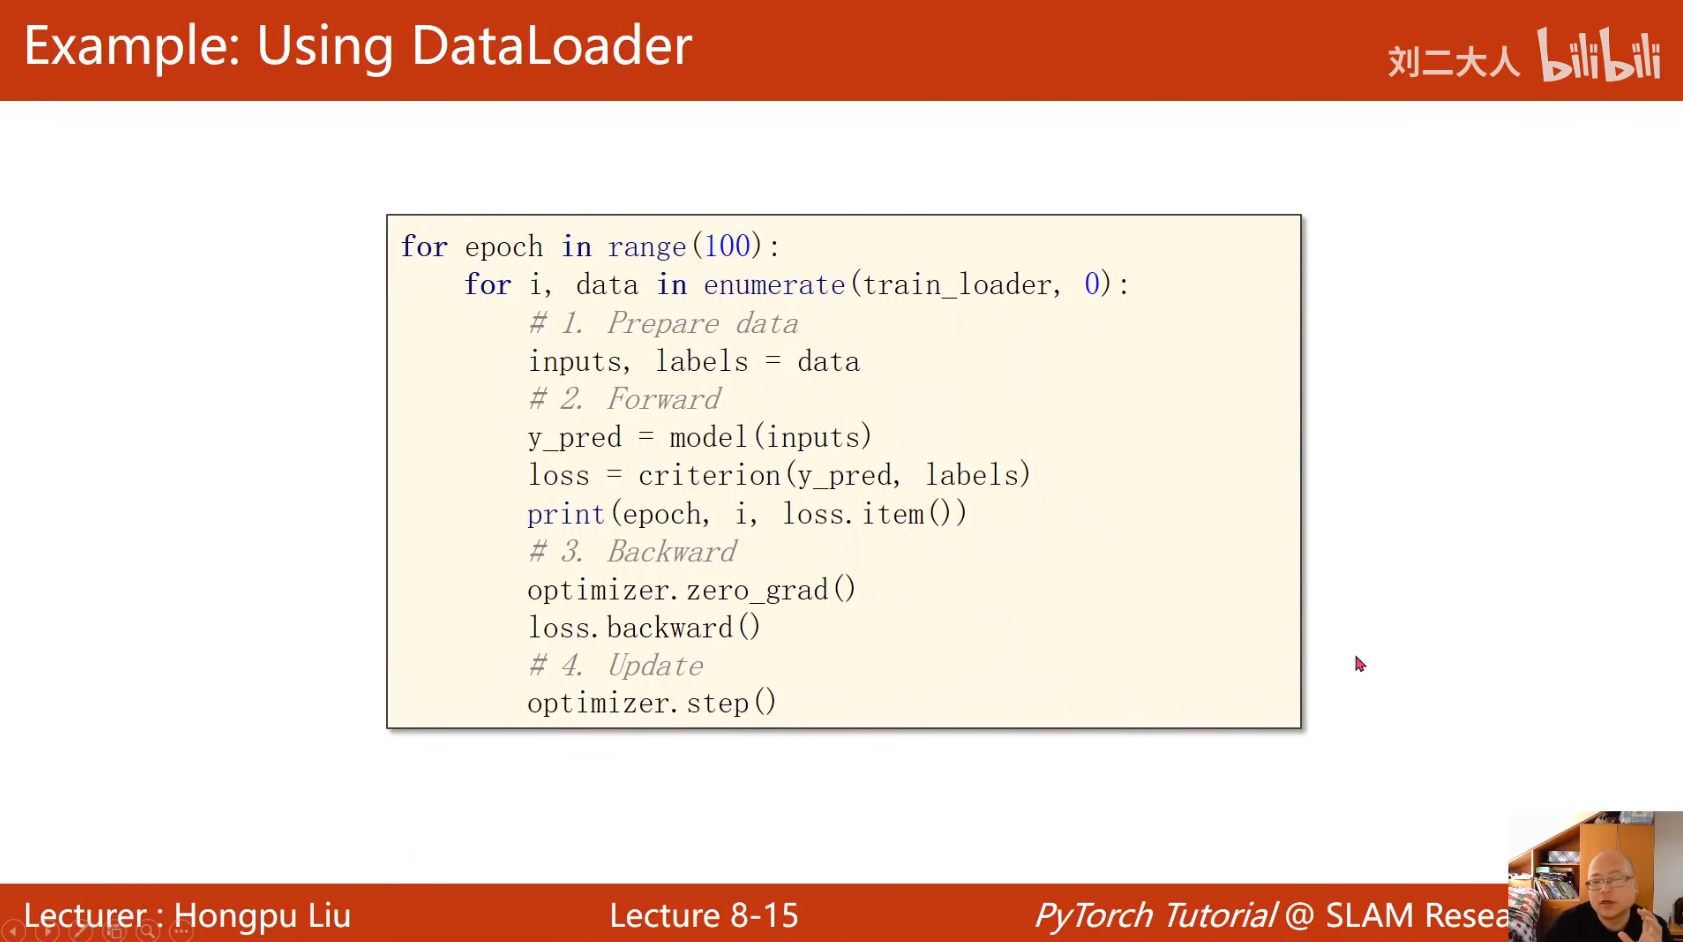 Example: Using DataLoader
刘二大人 bilibili
for epoch in range(100):
for i, data in enumerate(train_loader, 0):
# 1. Prepare data
inputs, labels = data
# 2. Forward
y_pred = model(inputs)
loss = criterion(y_pred, labels)
print(epoch, i, loss.item())
# 3. Backward
optimizer.zero_grad()
loss.backward()
# 4. Update
optimizer.step()
Lecturer : Hongpu Liu
Lecture 8-15
PyTorch Tutorial @ SLAM Resea